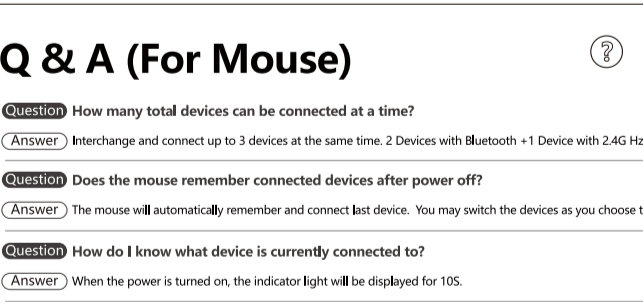 Q & A (For Mouse)
?
Question How many total devices can be connected at a time?
Answer Interchange and connect up to 3 devices at the same time. 2 Devices with Bluetooth +1 Device with 2.4G Hz
Question Does the mouse remember connected devices after power off?
Answer The mouse will automatically remember and connect last device. You may switch the devices as you choose t
Question How do I know what device is currently connected to?
Answer When the power is turned on, the indicator light will be displayed for 10S.